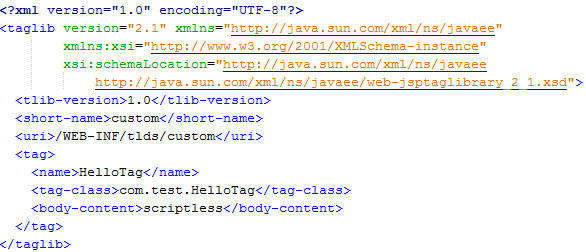 <?xml version="1.0" encoding="UTF-8"?>
<taglib version="2.1" xmlns="http://java.sun.com/xml/ns/javaee"
xmlns:xsi="http://www.w3.org/2001/XMLSchema-instance"
xsi:schemaLocation="http://java.sun.com/xml/ns/javaee
http://java.sun.com/xml/ns/javaee/web-jsptaglibrary_2_1.xsd">
<tlib-version>1.0</tlib-version>
<short-name>custom</short-name>
<uri>/WEB-INF/tlds/custom</uri>
<tag>
<name>HelloTag</name>
<tag-class>com.test.HelloTag</tag-class>
<body-content>scriptless</body-content>
</tag>
</taglib>